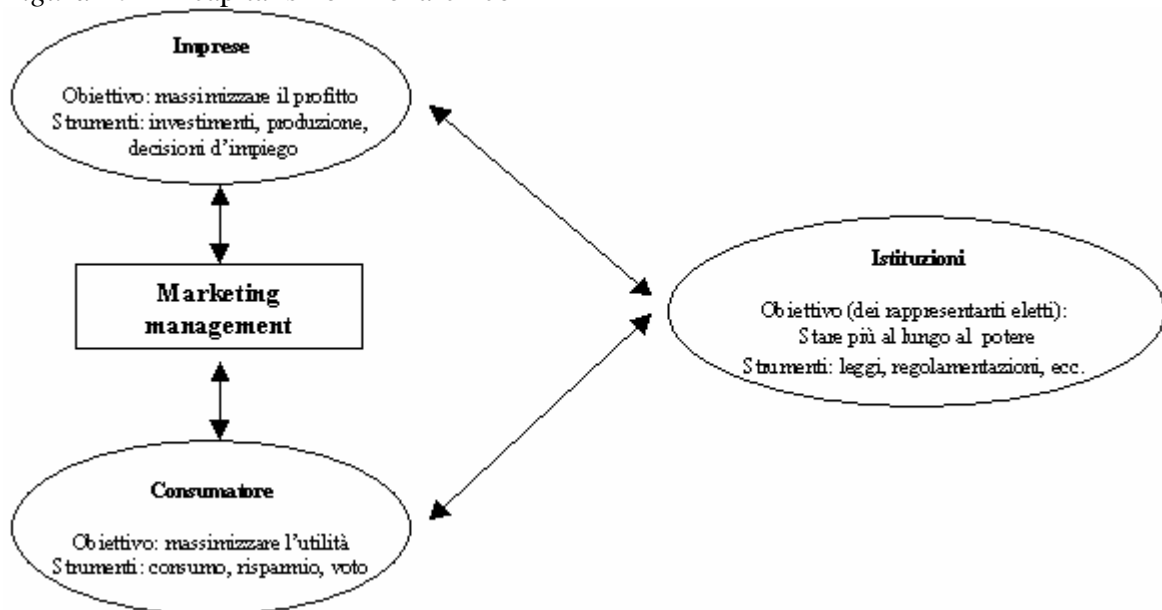 Imprese
Obiettivo: massimizzare il profitto
Strumenti: investimenti, produzione,
decisioni d'impiego
Marketing
management
Istituzioni
Obiettivo (dei rappresentanti eletti):
Stare più al lungo al potere
Strumenti: leggi, regolamentazioni, ecc.
Consumatore
Obiettivo: massimizzare l'utilità
Strumenti: consumo, risparmio, voto